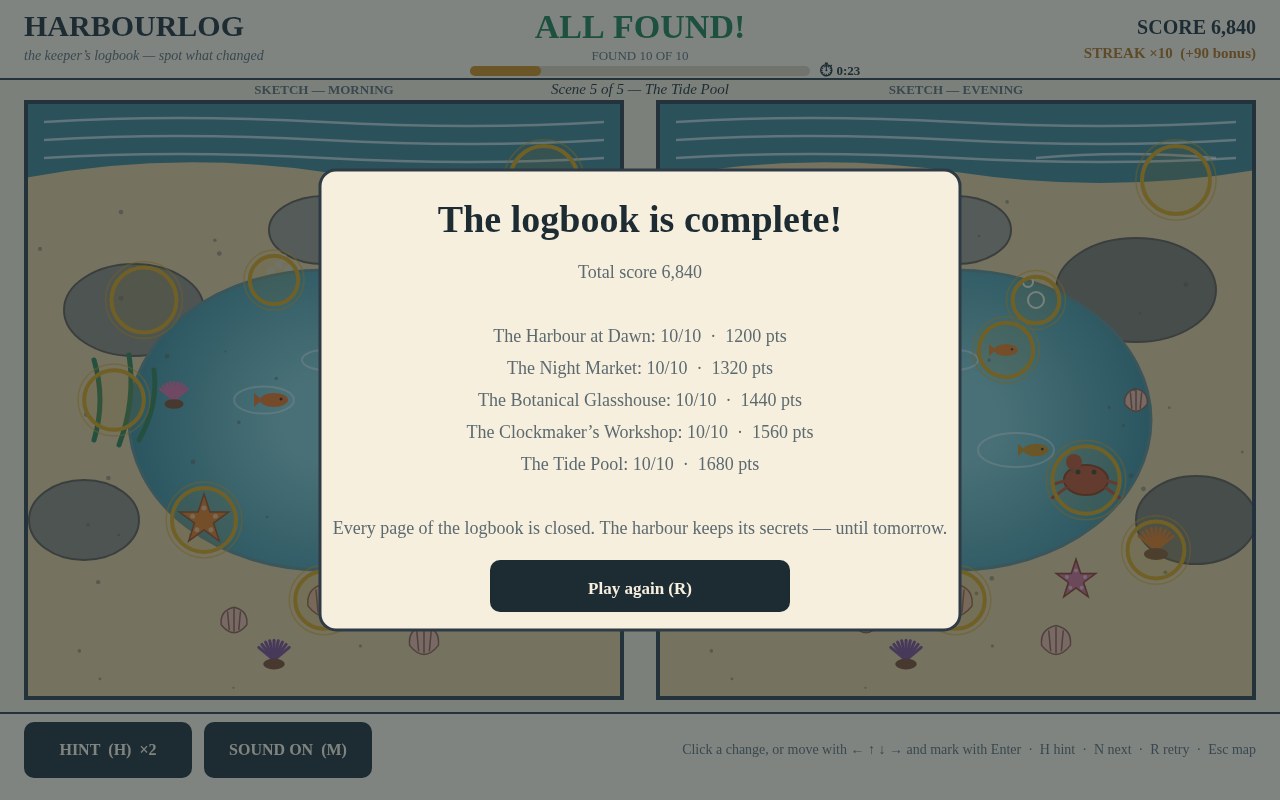 HARBOURLOG
the keeper’s logbook — spot what changed
ALL FOUND!
FOUND 10 OF 10
⏱ 0:23
SCORE 6,840
STREAK ×10 (+90 bonus)
SKETCH — MORNING
Scene 5 of 5 — The Tide Pool
SKETCH — EVENING
The logbook is complete!
Total score 6,840
The Harbour at Dawn: 10/10 · 1200 pts
The Night Market: 10/10 · 1320 pts
The Botanical Glasshouse: 10/10 · 1440 pts
The Clockmaker’s Workshop: 10/10 · 1560 pts
The Tide Pool: 10/10 · 1680 pts
Every page of the logbook is closed. The harbour keeps its secrets — until tomorrow.
Play again (R)
HINT (H) ×2
SOUND ON (M)
Click a change, or move with ← ↑ ↓ → and mark with Enter · H hint · N next · R retry · Esc map